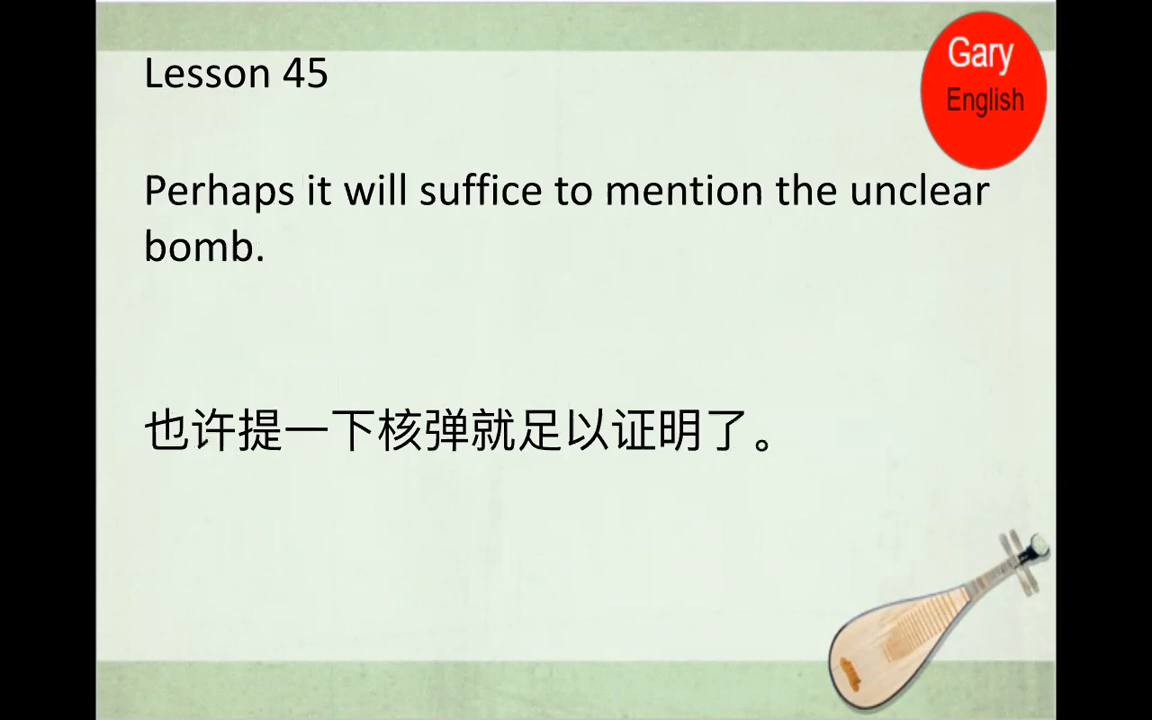 Lesson 45
Gary
English
Perhaps it will suffice to mention the unclear
bomb.
也许提一下核弹就足以证明了。